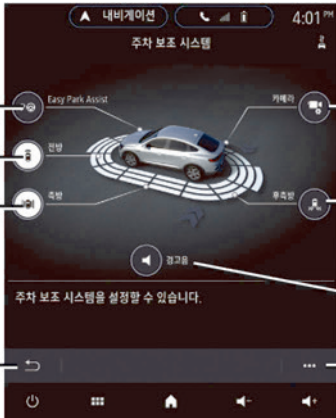 내비게이션
4:01 PM
주차 보조 시스템
Easy Park Assist
카메라
전방
측방
후측방
경고음
주차 보조 시스템을 설정할 수 있습니다.